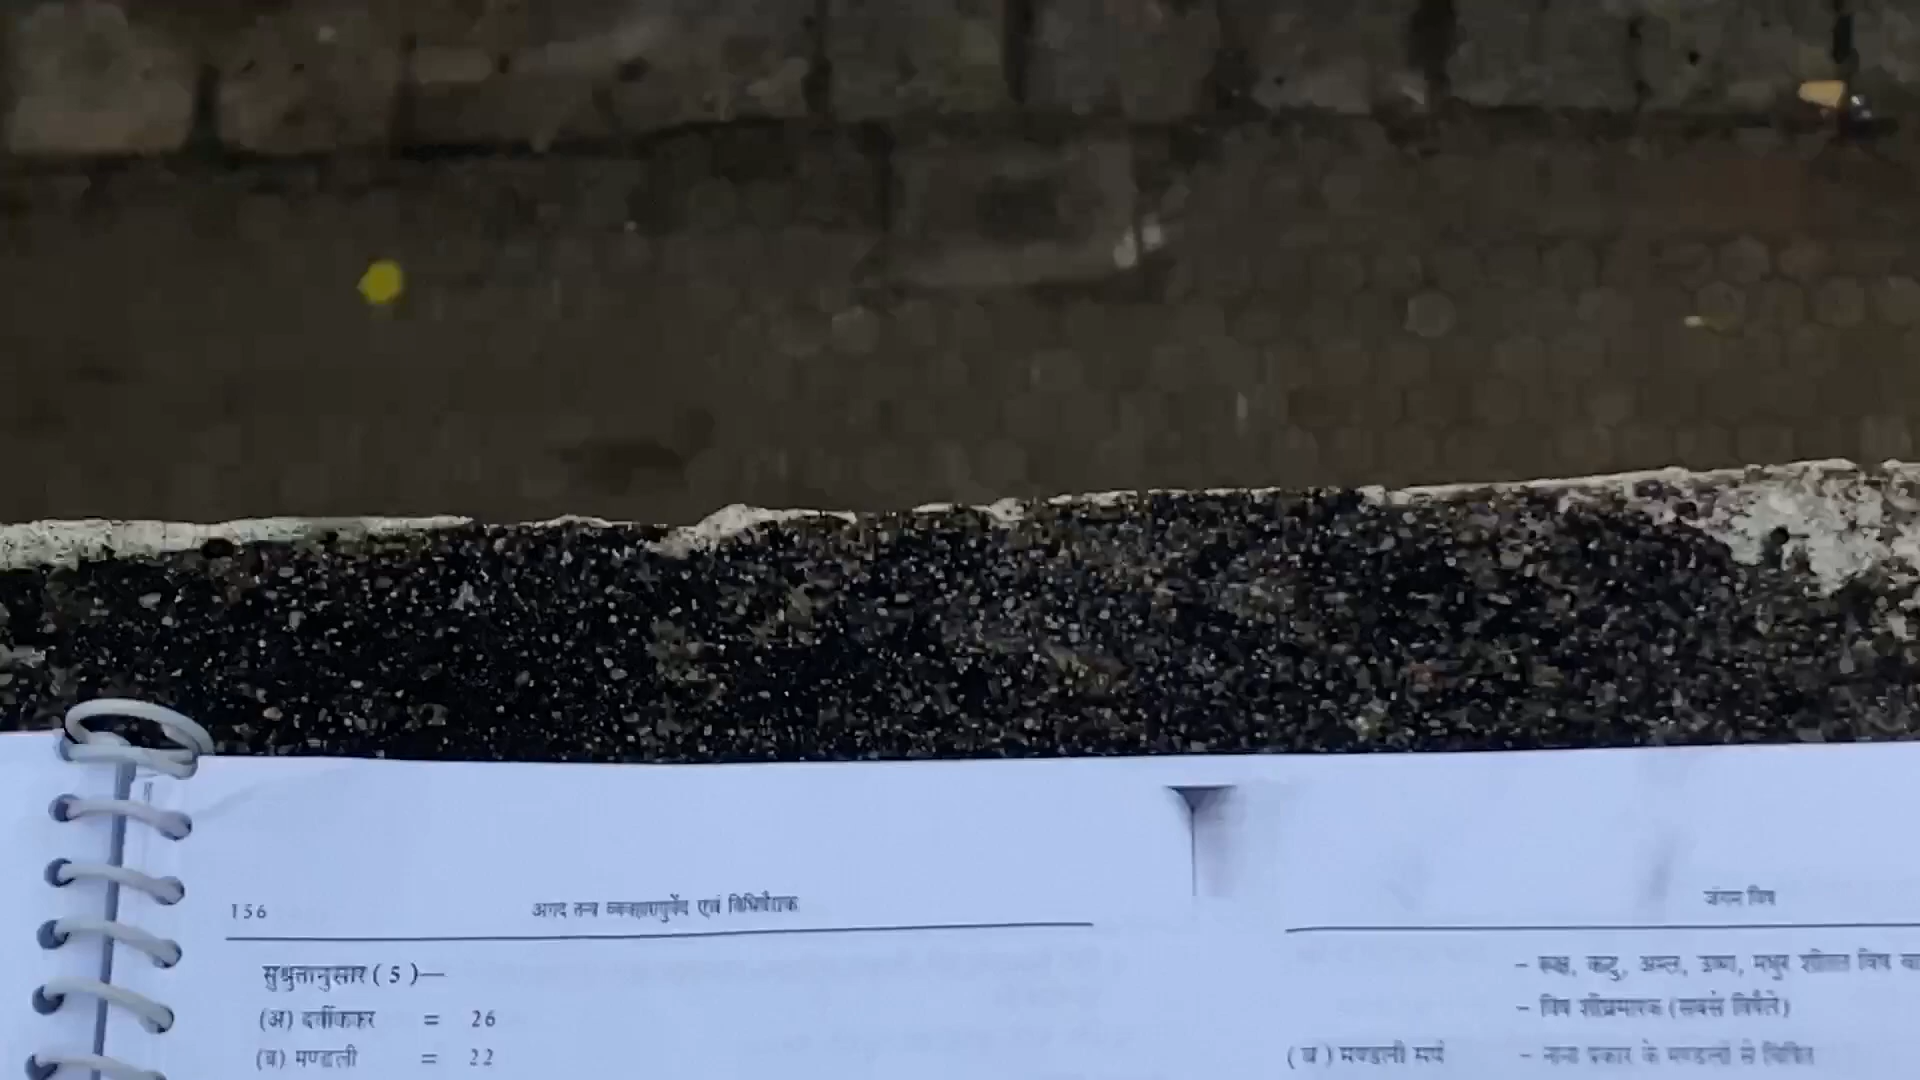 156
अगद तन्त्र व्यवहारायुर्वेद एवं विधिवैद्यक
सुश्रुतानुसार ( 5 )—
(अ) दर्वीककर = 26
(ब) मण्डली = 22
जंगम विष
– रूक्ष, कटु, अम्ल, उष्ण, मधुर शीतल विष
– विष शीघ्रमारक (सबसे विषैले)
( ब ) मण्डली सर्प – नाना प्रकार के मण्डलों से चित्रित